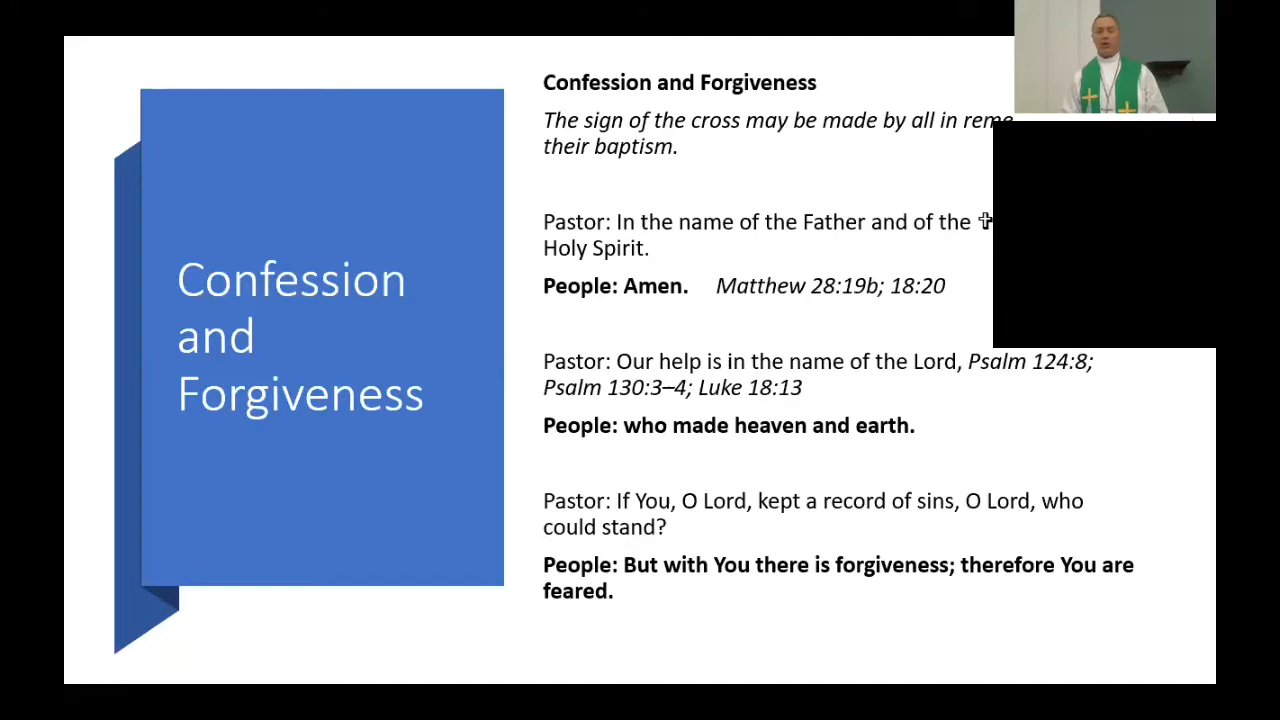 Confession
and
Forgiveness
Confession and Forgiveness
The sign of the cross may be made by all in
their baptism.
Pastor: In the name of the Father and of the ✞
Holy Spirit.
People: Amen. Matthew 28:19b; 18:20
Pastor: Our help is in the name of the Lord, Psalm 124:8;
Psalm 130:3–4; Luke 18:13
People: who made heaven and earth.
Pastor: If You, O Lord, kept a record of sins, O Lord, who
could stand?
People: But with You there is forgiveness; therefore You are
feared.